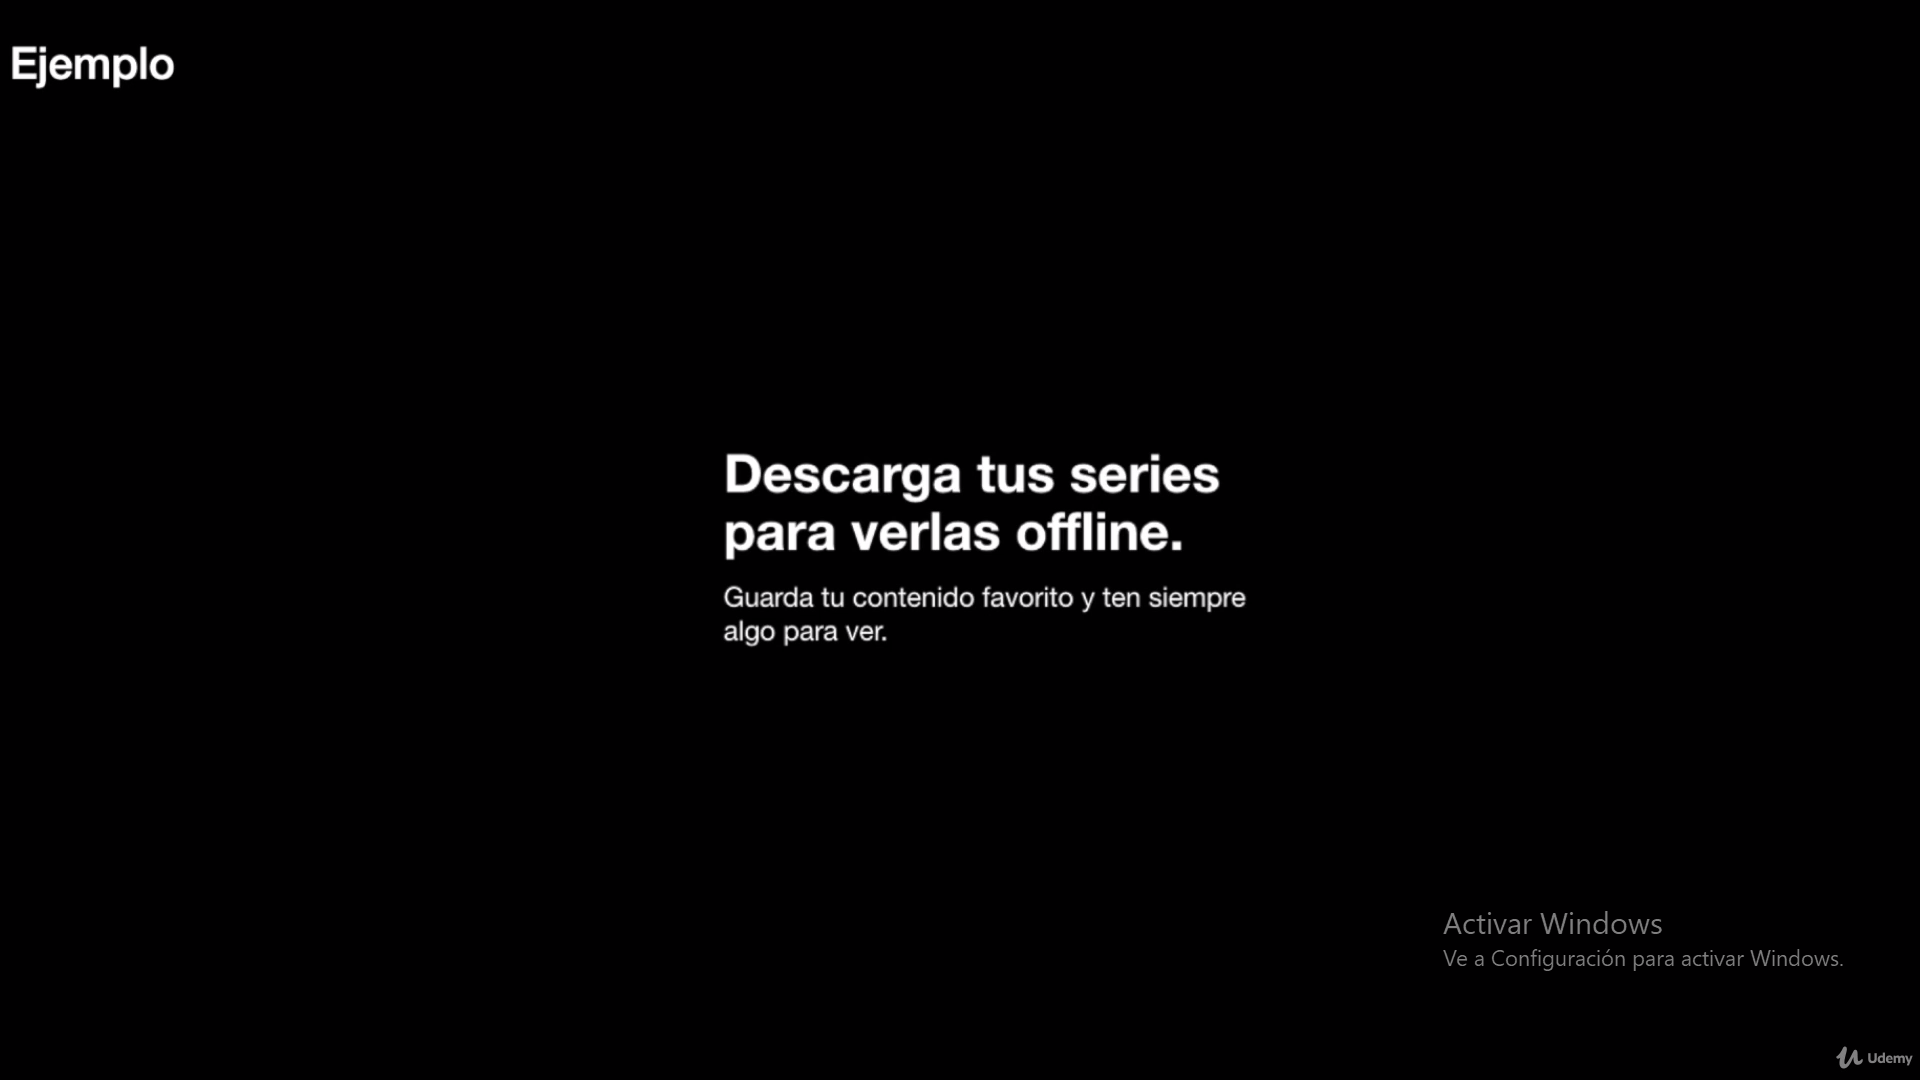 Ejemplo
Descarga tus series
para verlas offline.
Guarda tu contenido favorito y ten siempre
algo para ver.
Activar Windows
Ve a Configuración para activar Windows.
Udemy